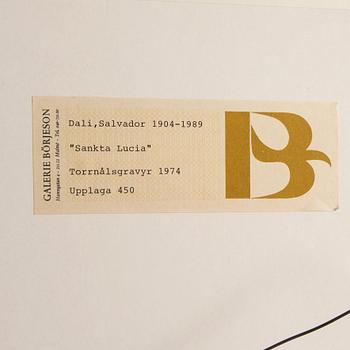 GALERIE BÖRJESON
Dali,Salvador 1904-1989
"Sankta Lucia"
Torrnålsgravyr 1974
Upplaga 450
B